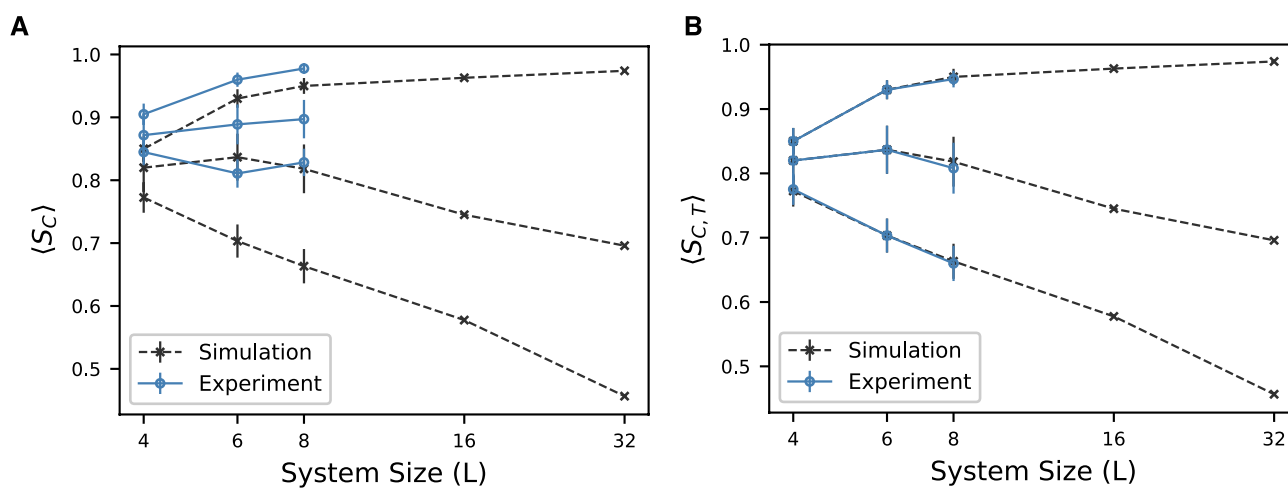 A
⟨S_C⟩
1.0
0.9
0.8
0.7
0.6
0.5
Simulation
Experiment
4 6 8 16 32
System Size (L)
B
⟨S_{C, T}⟩
1.0
0.9
0.8
0.7
0.6
0.5
Simulation
Experiment
4 6 8 16 32
System Size (L)